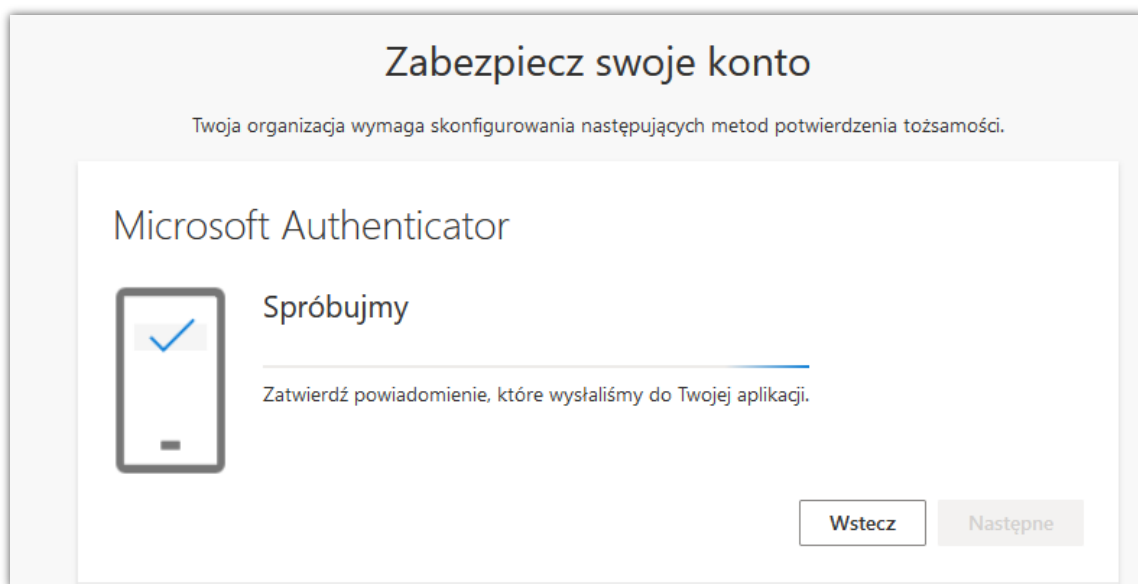 Zabezpiecz swoje konto
Twoja organizacja wymaga skonfigurowania następujących metod potwierdzenia tożsamości.
Microsoft Authenticator
Spróbujmy
Zatwierdź powiadomienie, które wysłaliśmy do Twojej aplikacji.
Wstecz Następne